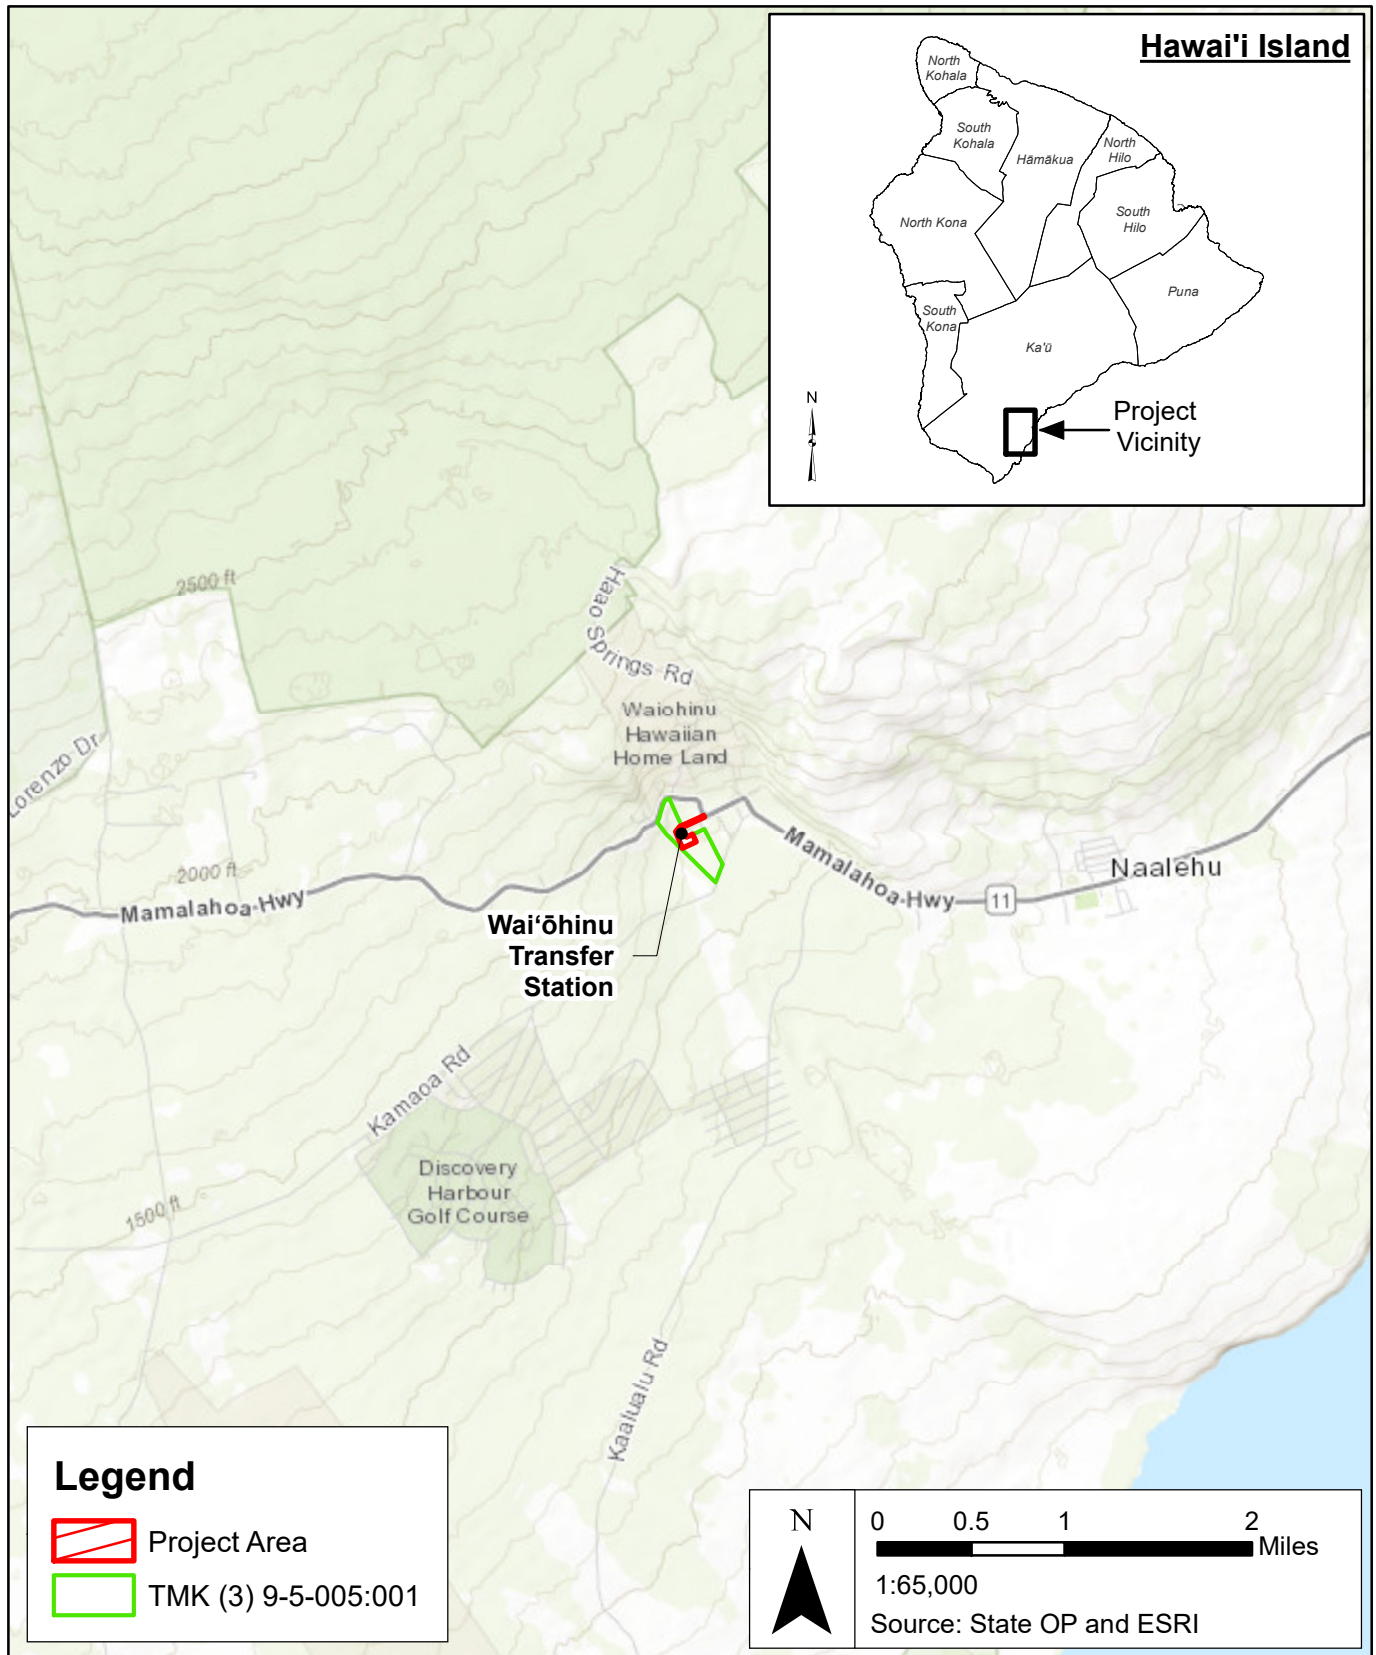 Hawai'i Island
North
Kohala
South
Kohala
Hāmākua
North
Hilo
North Kona
South
Hilo
Puna
South
Kona
Ka'ū
N
Project
Vicinity
2500 ft
Haao Springs Rd
Waiohinu
Hawaiian
Home Land
Lorenzo Dr
2000 ft
Mamalahoa Hwy
Mamalahoa Hwy
11
Naalehu
Wai‘ōhinu
Transfer
Station
Kamaoa Rd
Discovery
Harbour
Golf Course
1500 ft
Kaalualu Rd
Legend
Project Area
TMK (3) 9-5-005:001
N
0 0.5 1 2
Miles
1:65,000
Source: State OP and ESRI